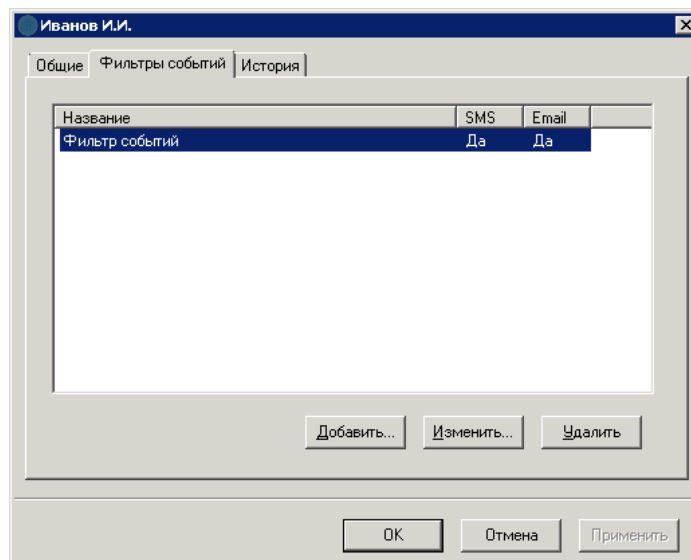 Иванов И.И.
Общие Фильтры событий История
Название SMS Email
Фильтр событий Да Да
Добавить... Изменить... Удалить
OK Отмена Применить